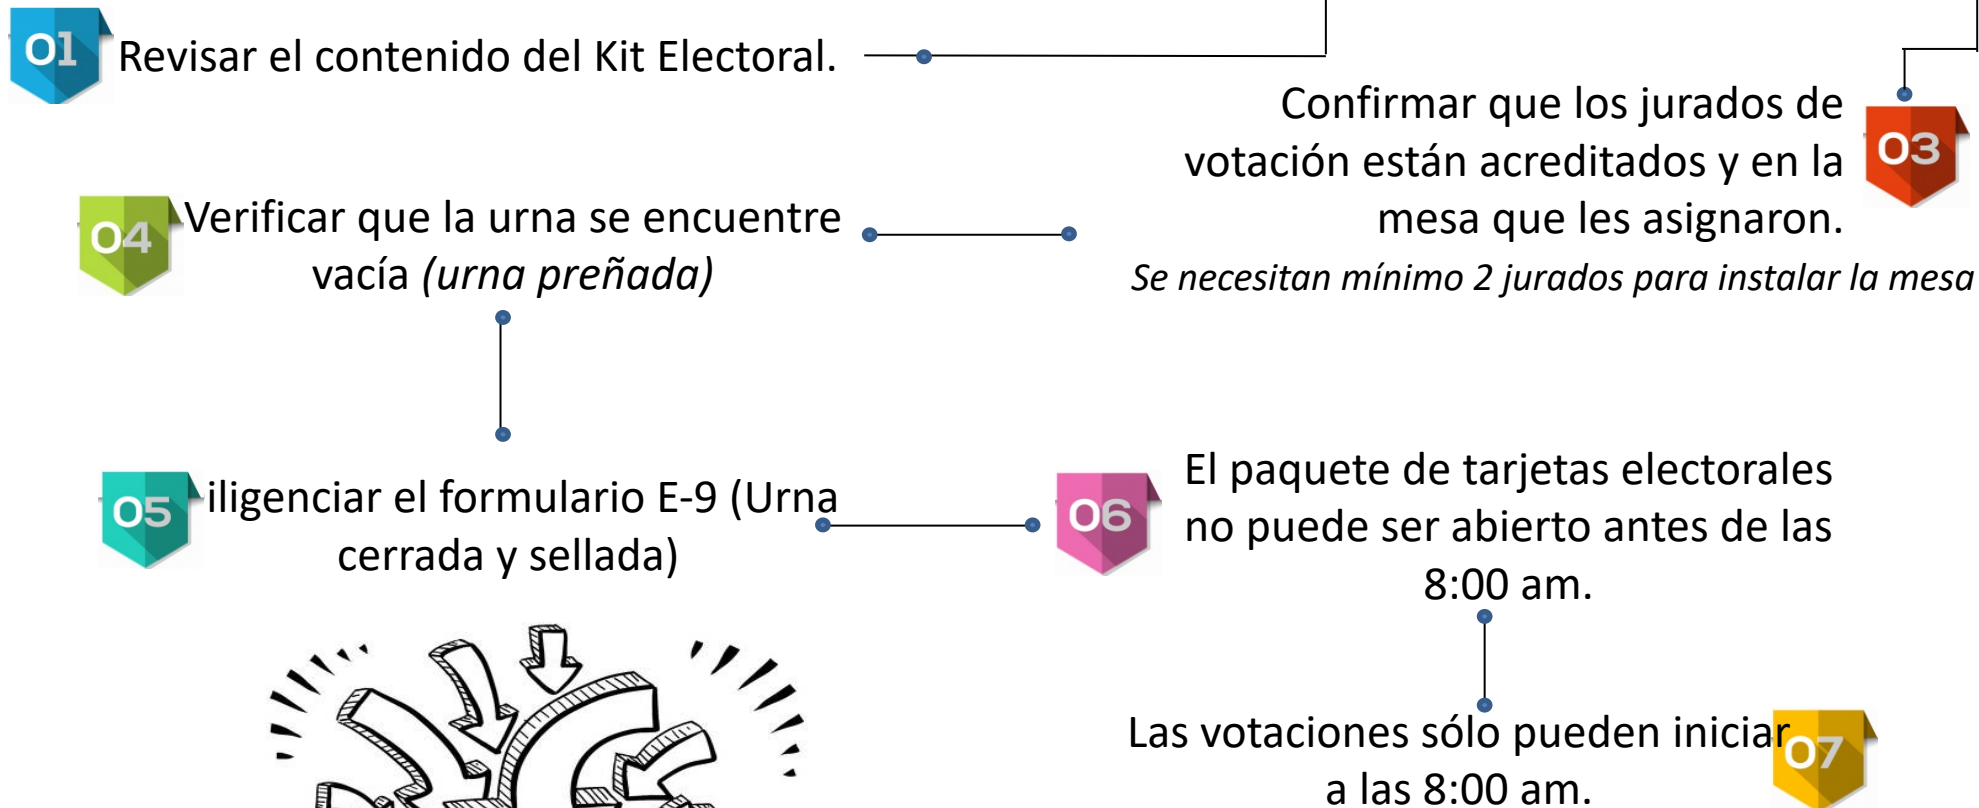 01
Revisar el contenido del Kit Electoral.
03
Confirmar que los jurados de
votación están acreditados y en la
mesa que les asignaron.
Se necesitan mínimo 2 jurados para instalar la mesa
04
Verificar que la urna se encuentre
vacía (urna preñada)
05
iligenciar el formulario E-9 (Urna
cerrada y sellada)
06
El paquete de tarjetas electorales
no puede ser abierto antes de las
8:00 am.
07
Las votaciones sólo pueden iniciar
a las 8:00 am.